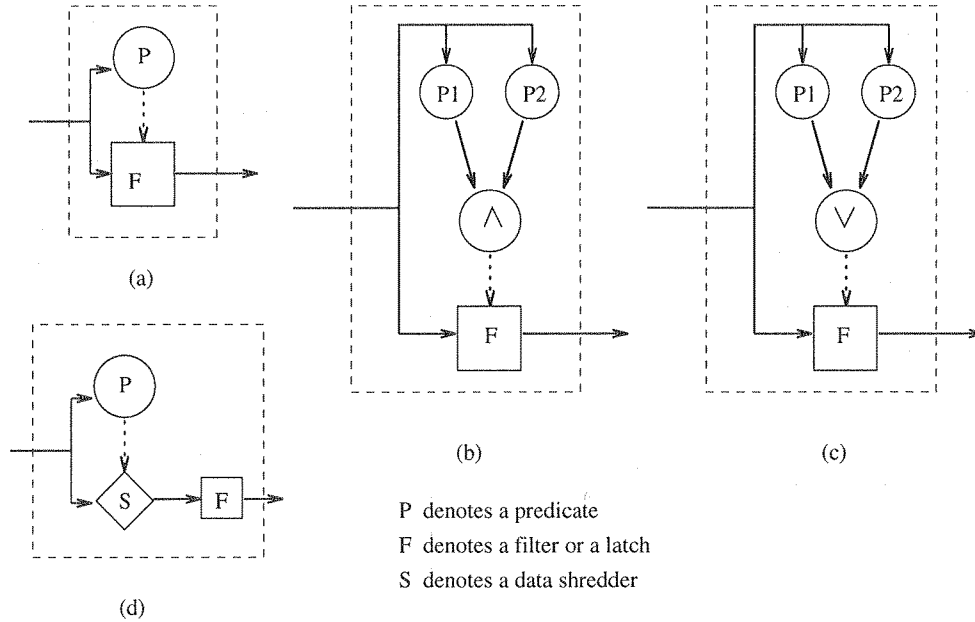 P
F
(a)
P1 P2
∧
F
(b)
P1 P2
∨
F
(c)
P
S F
(d)
P denotes a predicate
F denotes a filter or a latch
S denotes a data shredder